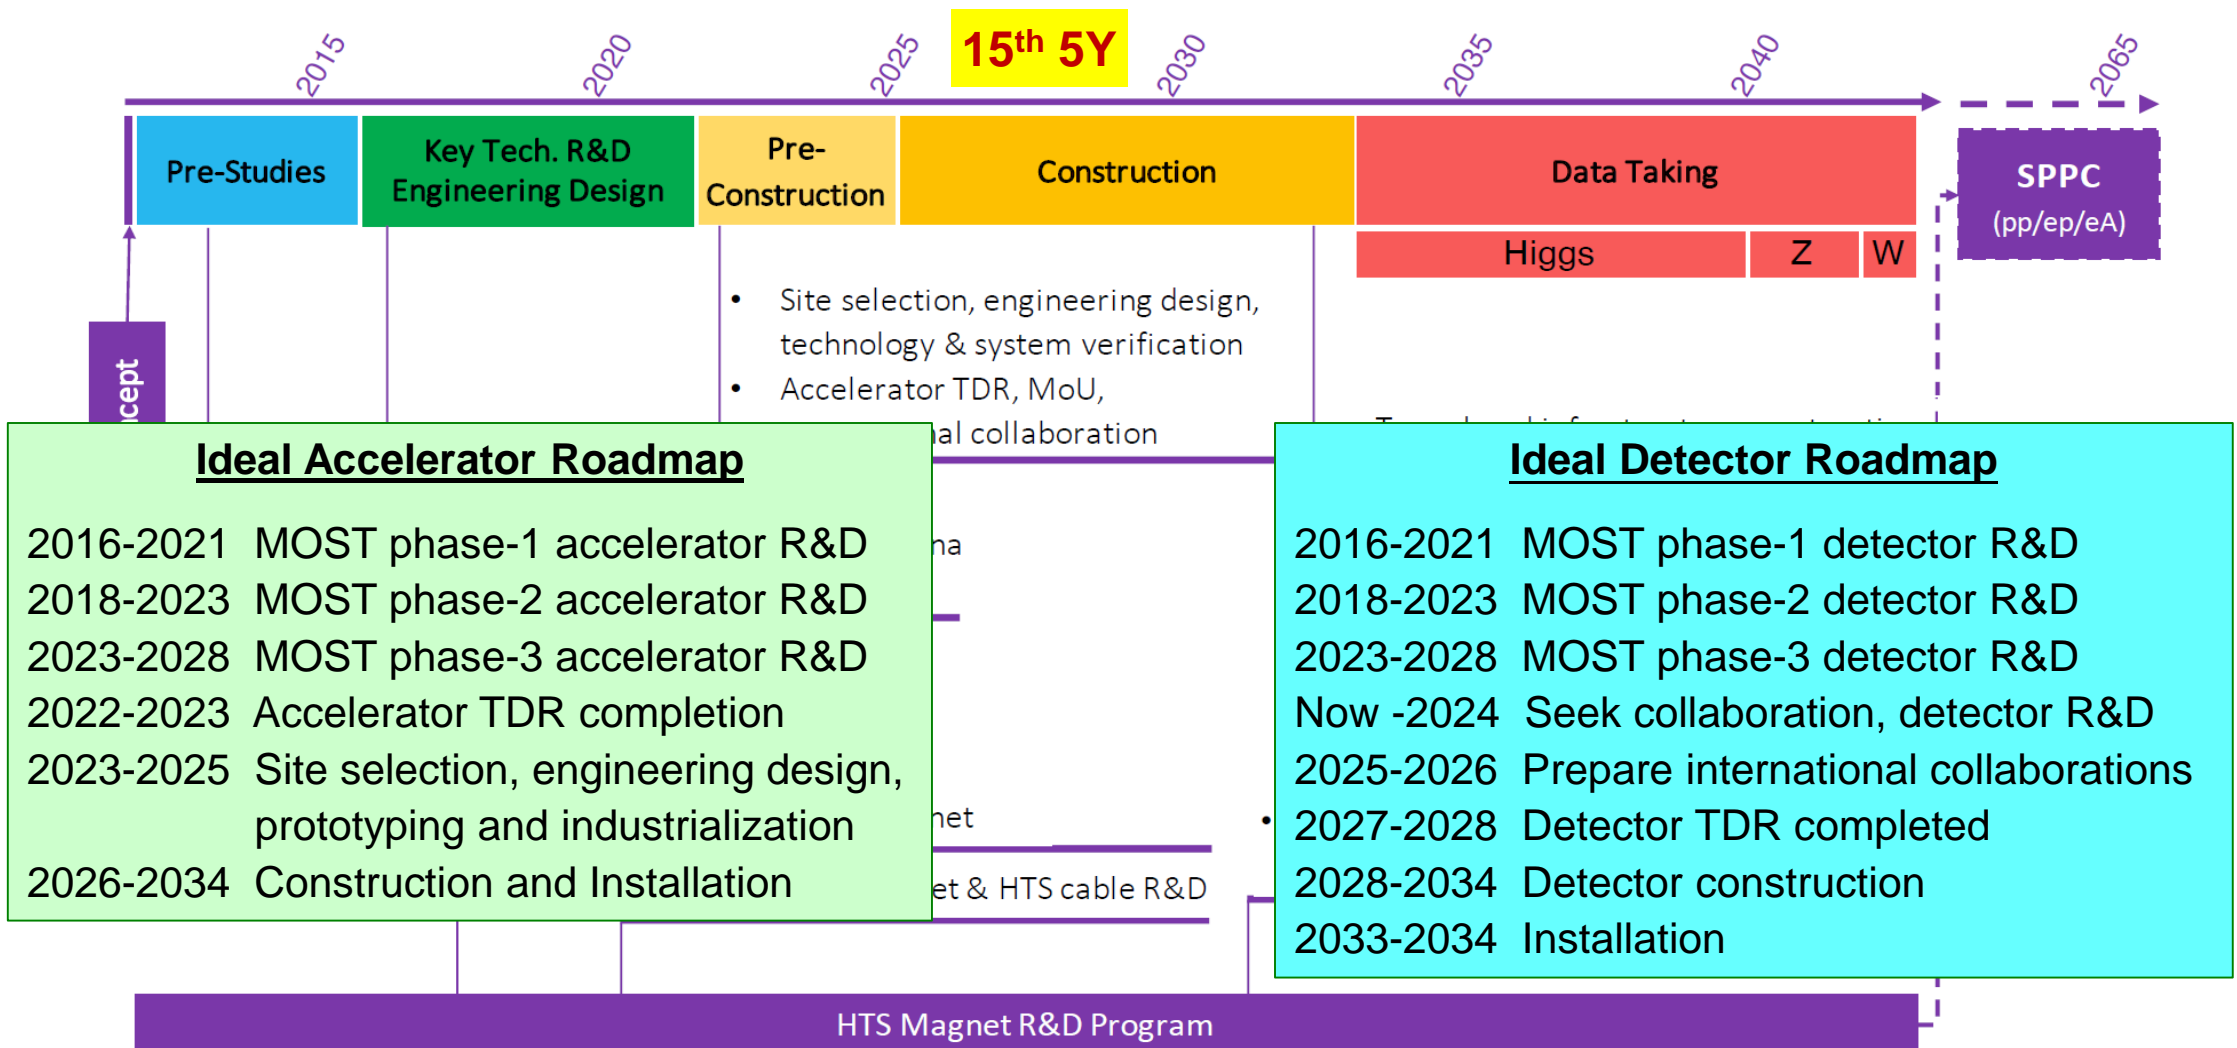 15th 5Y
2015
2020
2025
2030
2035
2040
2065
Pre-Studies
Key Tech. R&D
Engineering Design
Pre-
Construction
Construction
Data Taking
SPPC
(pp/ep/eA)
Higgs
Z
W
• Site selection, engineering design,
technology & system verification
• Accelerator TDR, MoU,
collaboration
Ideal Accelerator Roadmap
2016-2021 MOST phase-1 accelerator R&D
2018-2023 MOST phase-2 accelerator R&D
2023-2028 MOST phase-3 accelerator R&D
2022-2023 Accelerator TDR completion
2023-2025 Site selection, engineering design,
prototyping and industrialization
2026-2034 Construction and Installation
& HTS cable R&D
Ideal Detector Roadmap
2016-2021 MOST phase-1 detector R&D
2018-2023 MOST phase-2 detector R&D
2023-2028 MOST phase-3 detector R&D
Now -2024 Seek collaboration, detector R&D
2025-2026 Prepare international collaborations
2027-2028 Detector TDR completed
2028-2034 Detector construction
2033-2034 Installation
HTS Magnet R&D Program